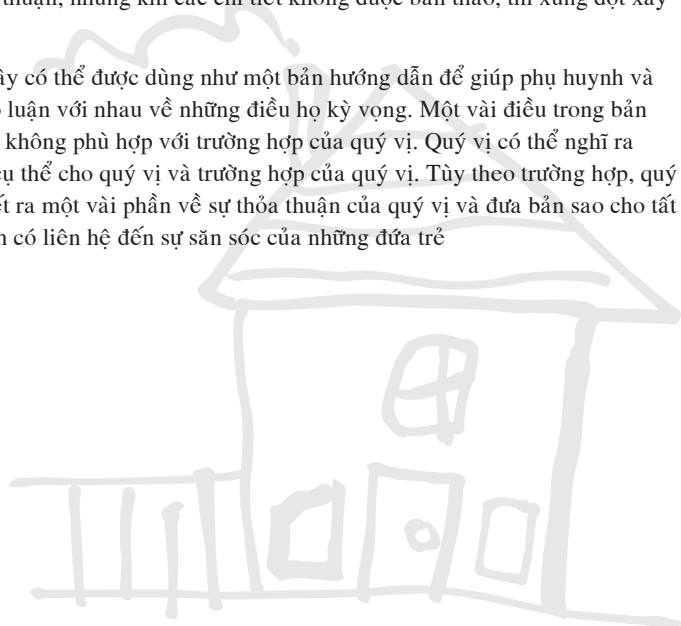 thuận, nhưng khi các chi tiết không được bàn thảo, thì xung đột xảy
ây có thể được dùng như một bản hướng dẫn để giúp phụ huynh và
luận với nhau về những điều họ kỳ vọng. Một vài điều trong bản
không phù hợp với trường hợp của quý vị. Quý vị có thể nghĩ ra
ụ thể cho quý vị và trường hợp của quý vị. Tùy theo trường hợp, quý
ết ra một vài phần về sự thỏa thuận của quý vị và đưa bản sao cho tất
có liên hệ đến sự săn sóc của những đứa trẻ